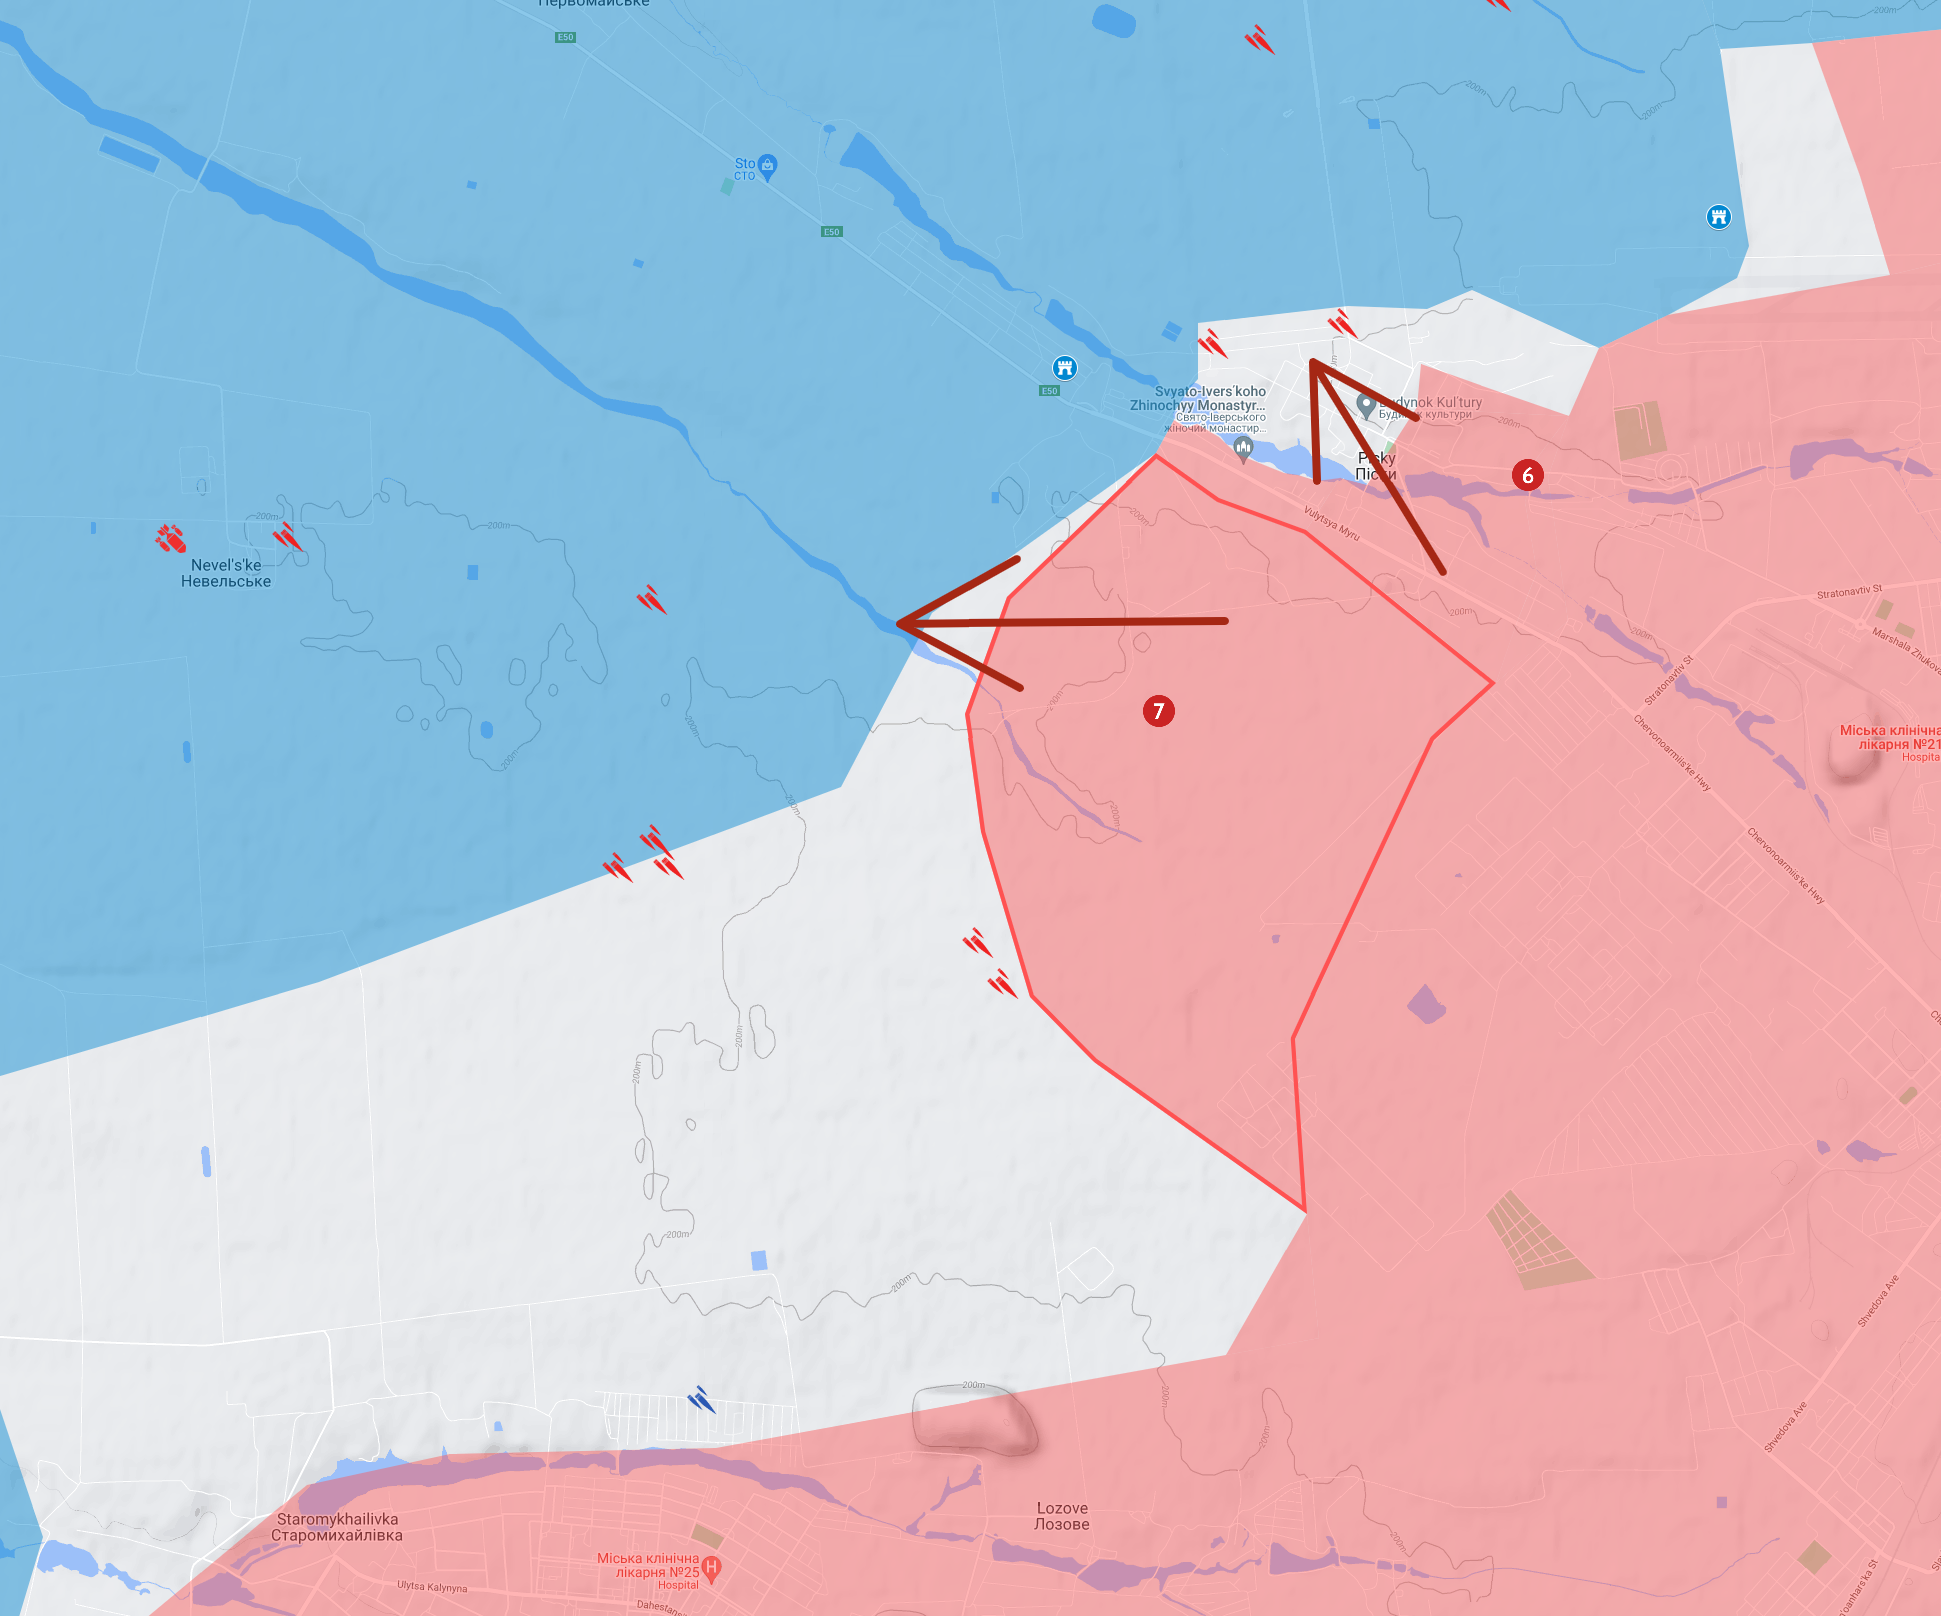 Первомайське
E50
200m
200m
200m
Sto
СТО
E50
E50
Svyato-Ivers'koho
Zhinochyy Monastyr...
Свято-Іверського
жіночий монастир...
Budynok Kul'tury
Будинок культури
200m
Pisky
Піски
6
200m
200m
200m
Vulytsya Myru
Nevel's'ke
Невельське
200m
200m
Stratonavtiv St
Marshala Zhukova
Stratonavtiv St
200m
7
200m
200m
Chervonoarmiis'ke Hwy
Міська клінічна
лікарня №21
Hospital
200m
200m
200m
Chervonoarmiis'ke Hwy
200m
200m
200m
200m
Shvedova Ave
200m
200m
200m
Shvedova Ave
Staromykhailivka
Старомихайлівка
Lozove
Лозове
200m
Міська клінічна
лікарня №25
Hospital
H
Ulytsa Kalynyna